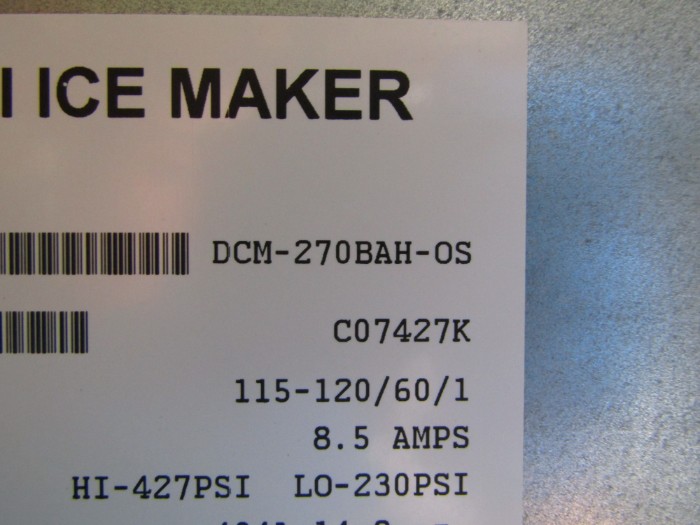 I ICE MAKER
DCM-270BAH-OS
C07427K
115-120/60/1
8.5 AMPS
HI-427PSI LO-230PSI